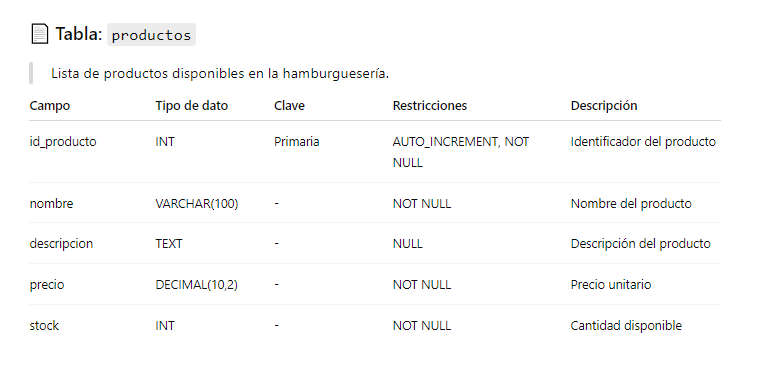 Tabla: productos
Lista de productos disponibles en la hamburguesería.
Campo Tipo de dato Clave Restricciones Descripción
id_producto INT Primaria AUTO_INCREMENT, NOT NULL Identificador del producto
nombre VARCHAR(100) - NOT NULL Nombre del producto
descripcion TEXT - NULL Descripción del producto
precio DECIMAL(10,2) - NOT NULL Precio unitario
stock INT - NOT NULL Cantidad disponible